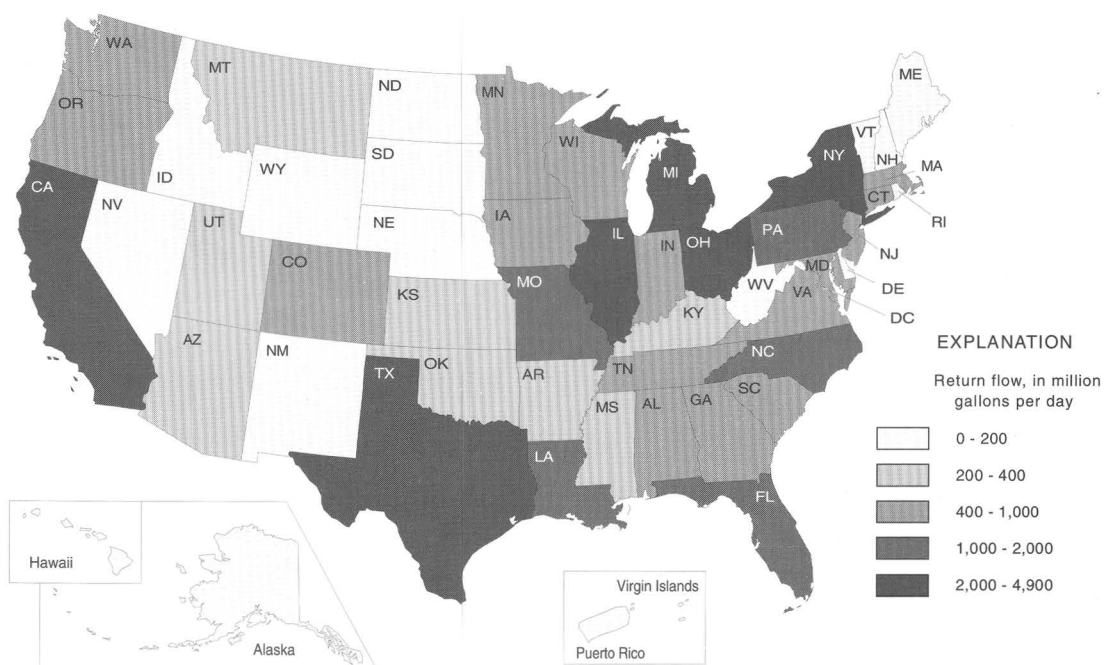 WA
MT
ND
MN
ME
OR
ID
SD
WI
VT
NH
NY
MA
CA
WY
MI
CT
RI
NV
UT
NE
IA
IL
IN
OH
PA
NJ
CO
KS
MO
WV
MD
VA
DE
KY
DC
AZ
NM
OK
AR
TN
NC
SC
TX
MS
AL
GA
LA
FL
EXPLANATION
Return flow, in million
gallons per day
0 - 200
200 - 400
400 - 1,000
1,000 - 2,000
2,000 - 4,900
Hawaii
Alaska
Virgin Islands
Puerto Rico